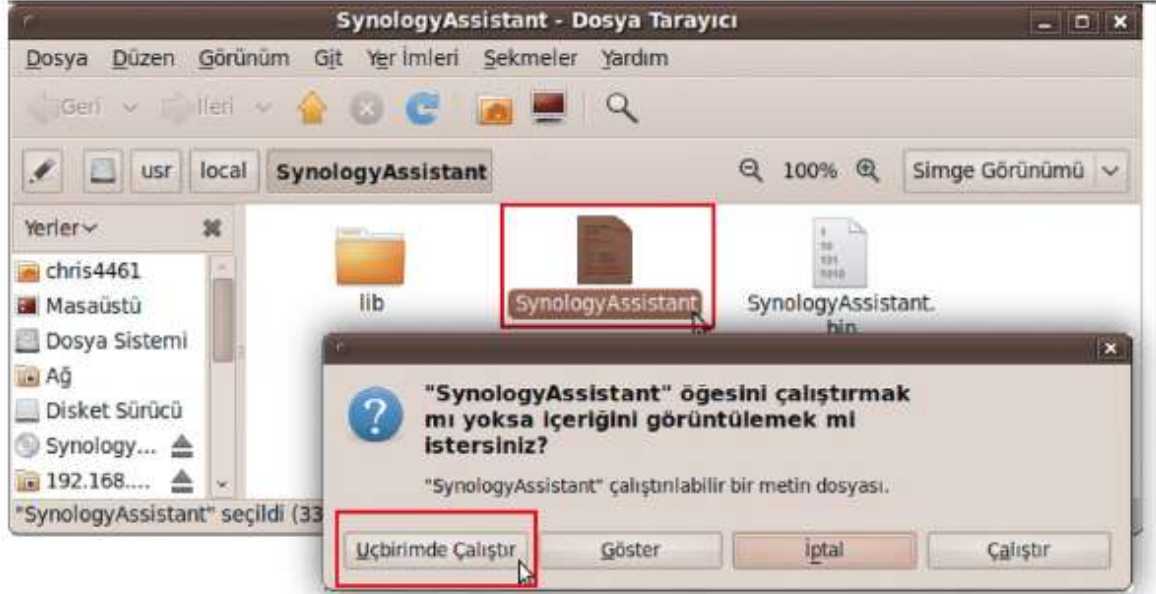 SynologyAssistant - Dosya Tarayıcı
Dosya Düzen Görünüm Git Yer İmleri Sekmeler Yardım
Geri İleri
usr local SynologyAssistant 100% Simge Görünümü
Yerler
chris4461
Masaüstü
Dosya Sistemi
Ağ
Disket Sürücü
Synology...
192.168....
lib
SynologyAssistant
SynologyAssistant.
bin
"SynologyAssistant" seçildi (33
"SynologyAssistant" öğesini çalıştırmak
mı yoksa içeriğini görüntülemek mi
istersiniz?
"SynologyAssistant" çalıştırılabilir bir metin dosyası.
Uçbirimde Çalıştır Göster İptal Çalıştır